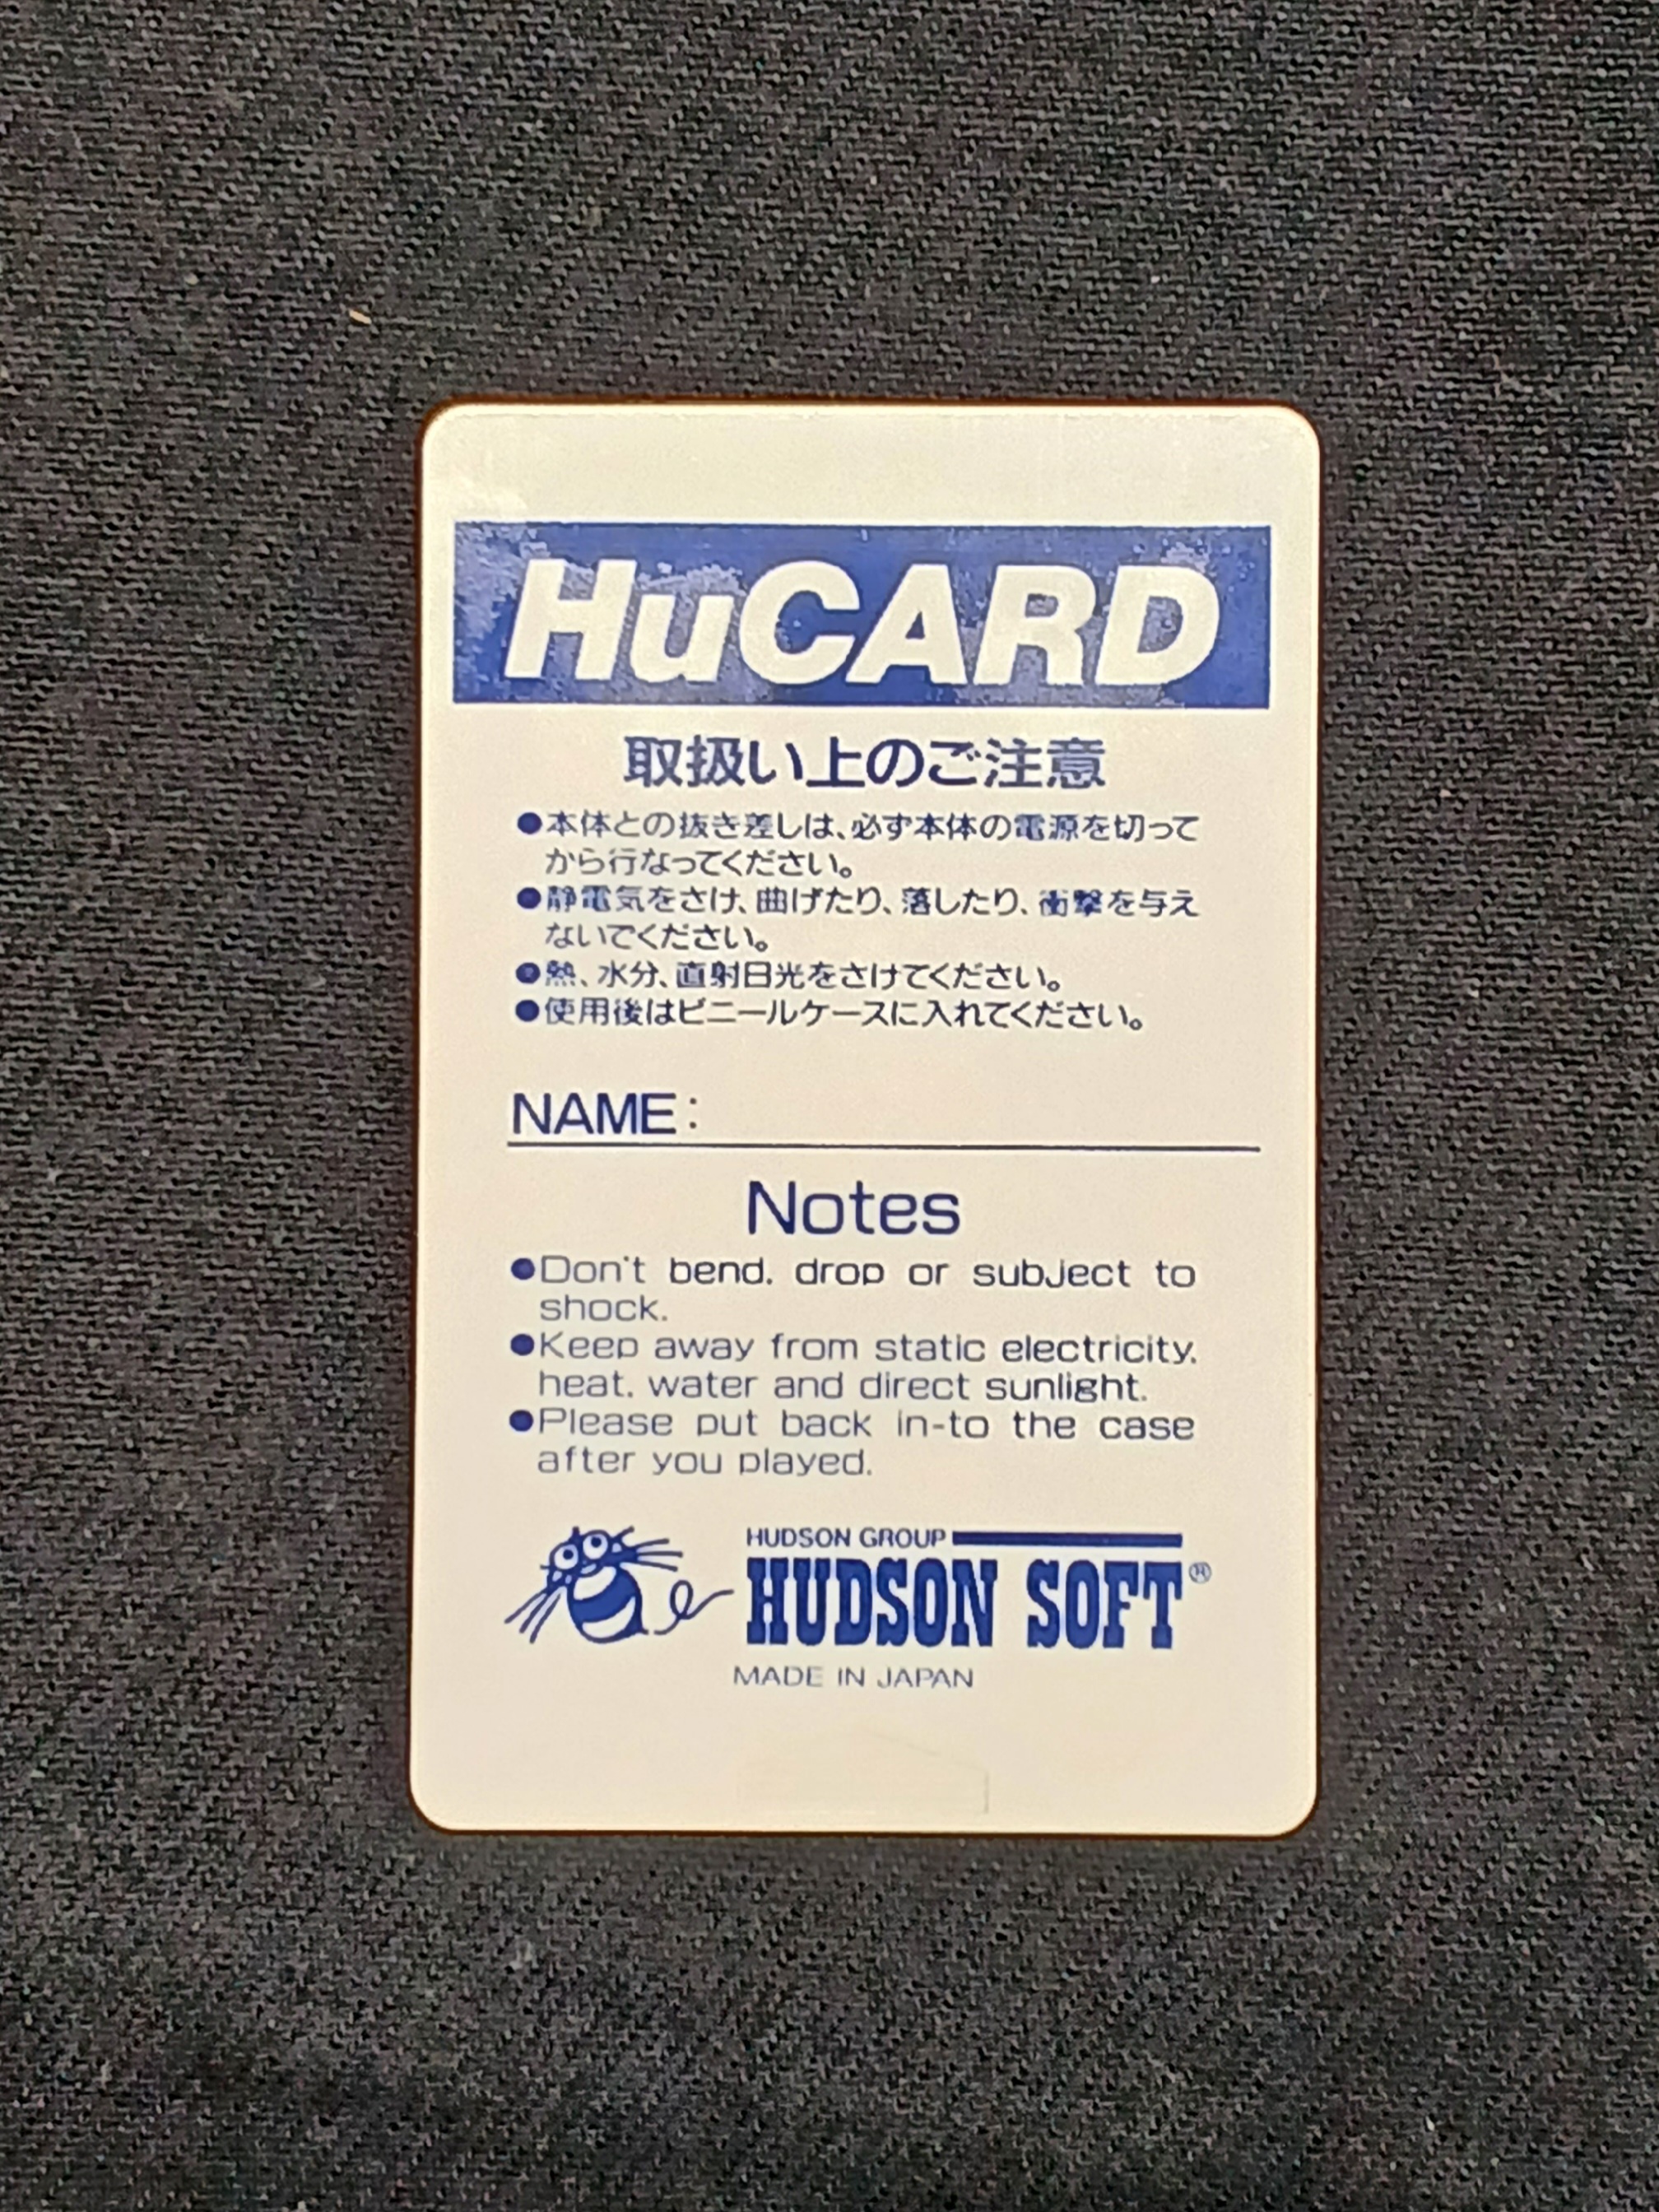 HuCARD
取扱い上のご注意
●本体との抜き差しは、必ず本体の電源を切って
から行なってください。
●静電気をさけ、曲げたり、落したり、衝撃を与え
ないでください。
●熱、水分、直射日光をさけてください。
●使用後はビニールケースに入れてください。
NAME:
Notes
●Don't bend, drop or subject to
shock.
●Keep away from static electricity,
heat, water and direct sunlight.
●Please put back in-to the case
after you played.
HUDSON GROUP
HUDSON SOFT®
MADE IN JAPAN